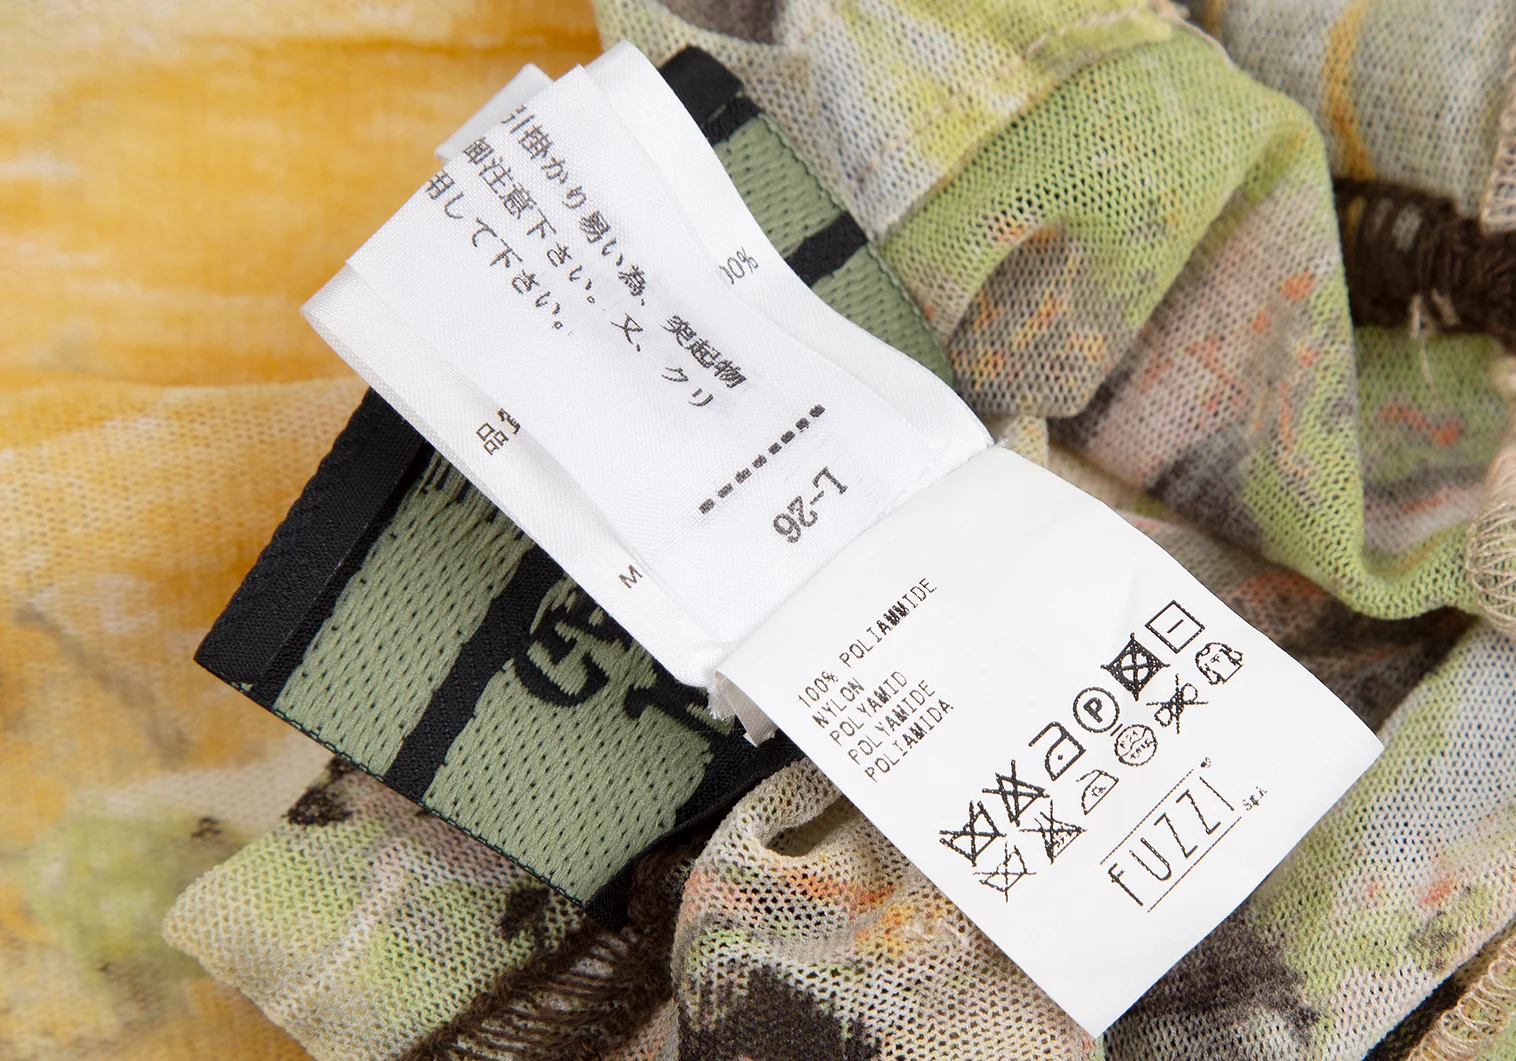 引掛かり易い為、突起物
御注意下さい。又、クリ
用して下さい。
L-26
00%
品
M
100% POLIAMMIDE
NYLON
POLYAMID
POLYAMIDE
POLIAMIDA
P
FUZZI
S.p.A.